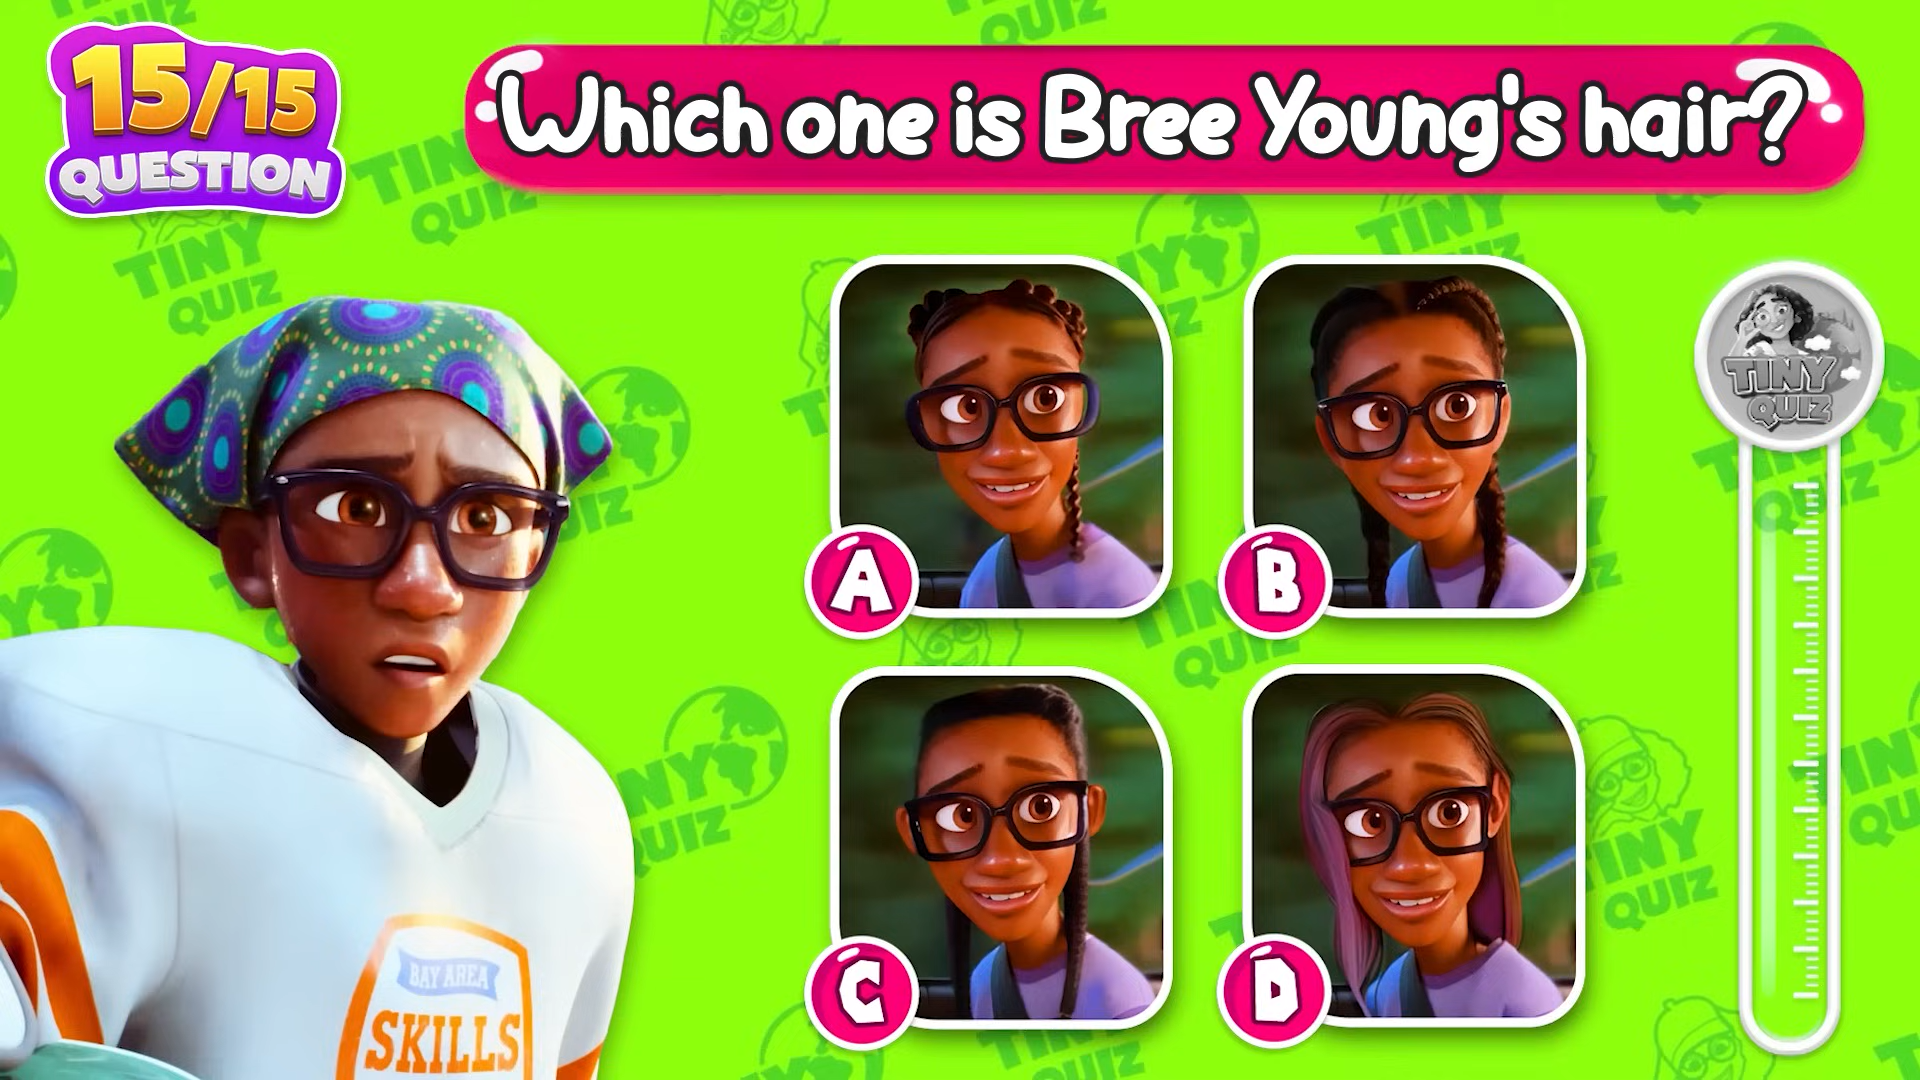 15/15
QUESTION
Which one is Bree Young's hair?
A
B
C
D
TINY
QUIZ
BAY AREA
SKILLS